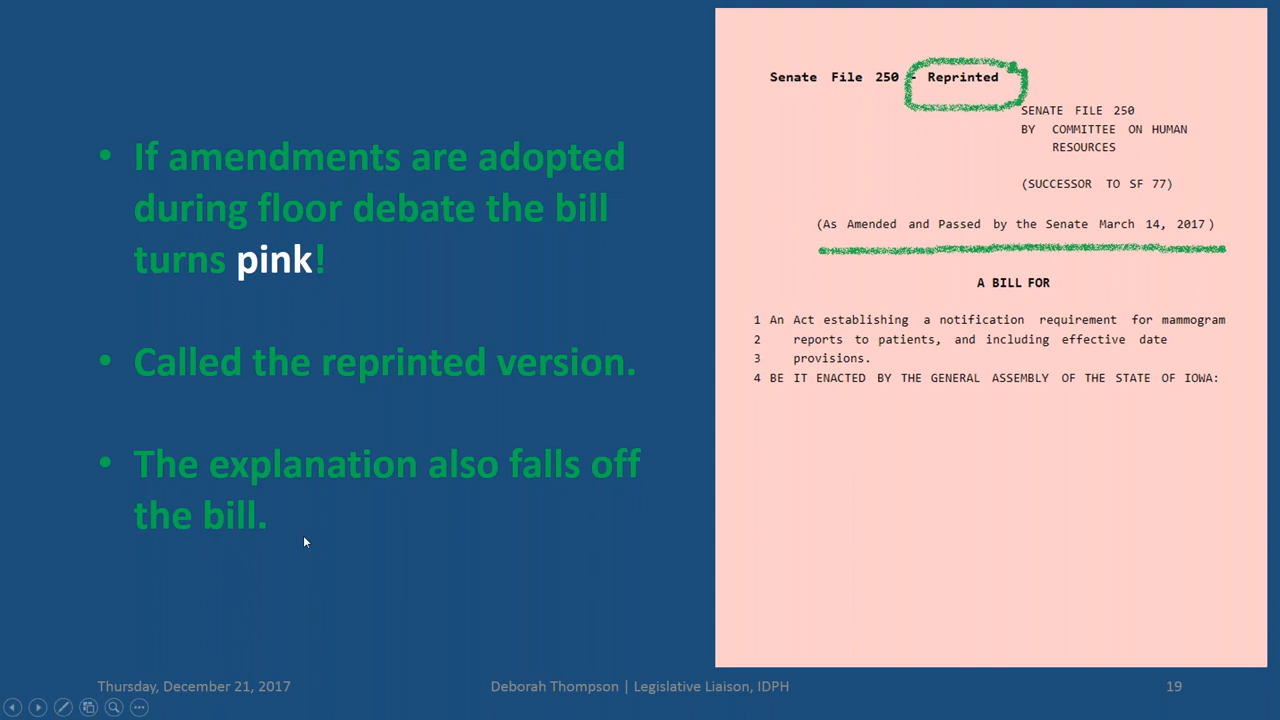 • If amendments are adopted
during floor debate the bill
turns pink!
• Called the reprinted version.
• The explanation also falls off
the bill.
Senate File 250 - Reprinted
SENATE FILE 250
BY COMMITTEE ON HUMAN
RESOURCES
(SUCCESSOR TO SF 77)
(As Amended and Passed by the Senate March 14, 2017)
A BILL FOR
1 An Act establishing a notification requirement for mammogram
2 reports to patients, and including effective date
3 provisions.
4 BE IT ENACTED BY THE GENERAL ASSEMBLY OF THE STATE OF IOWA:
Thursday, December 21, 2017
Deborah Thompson | Legislative Liaison, IDPH
19